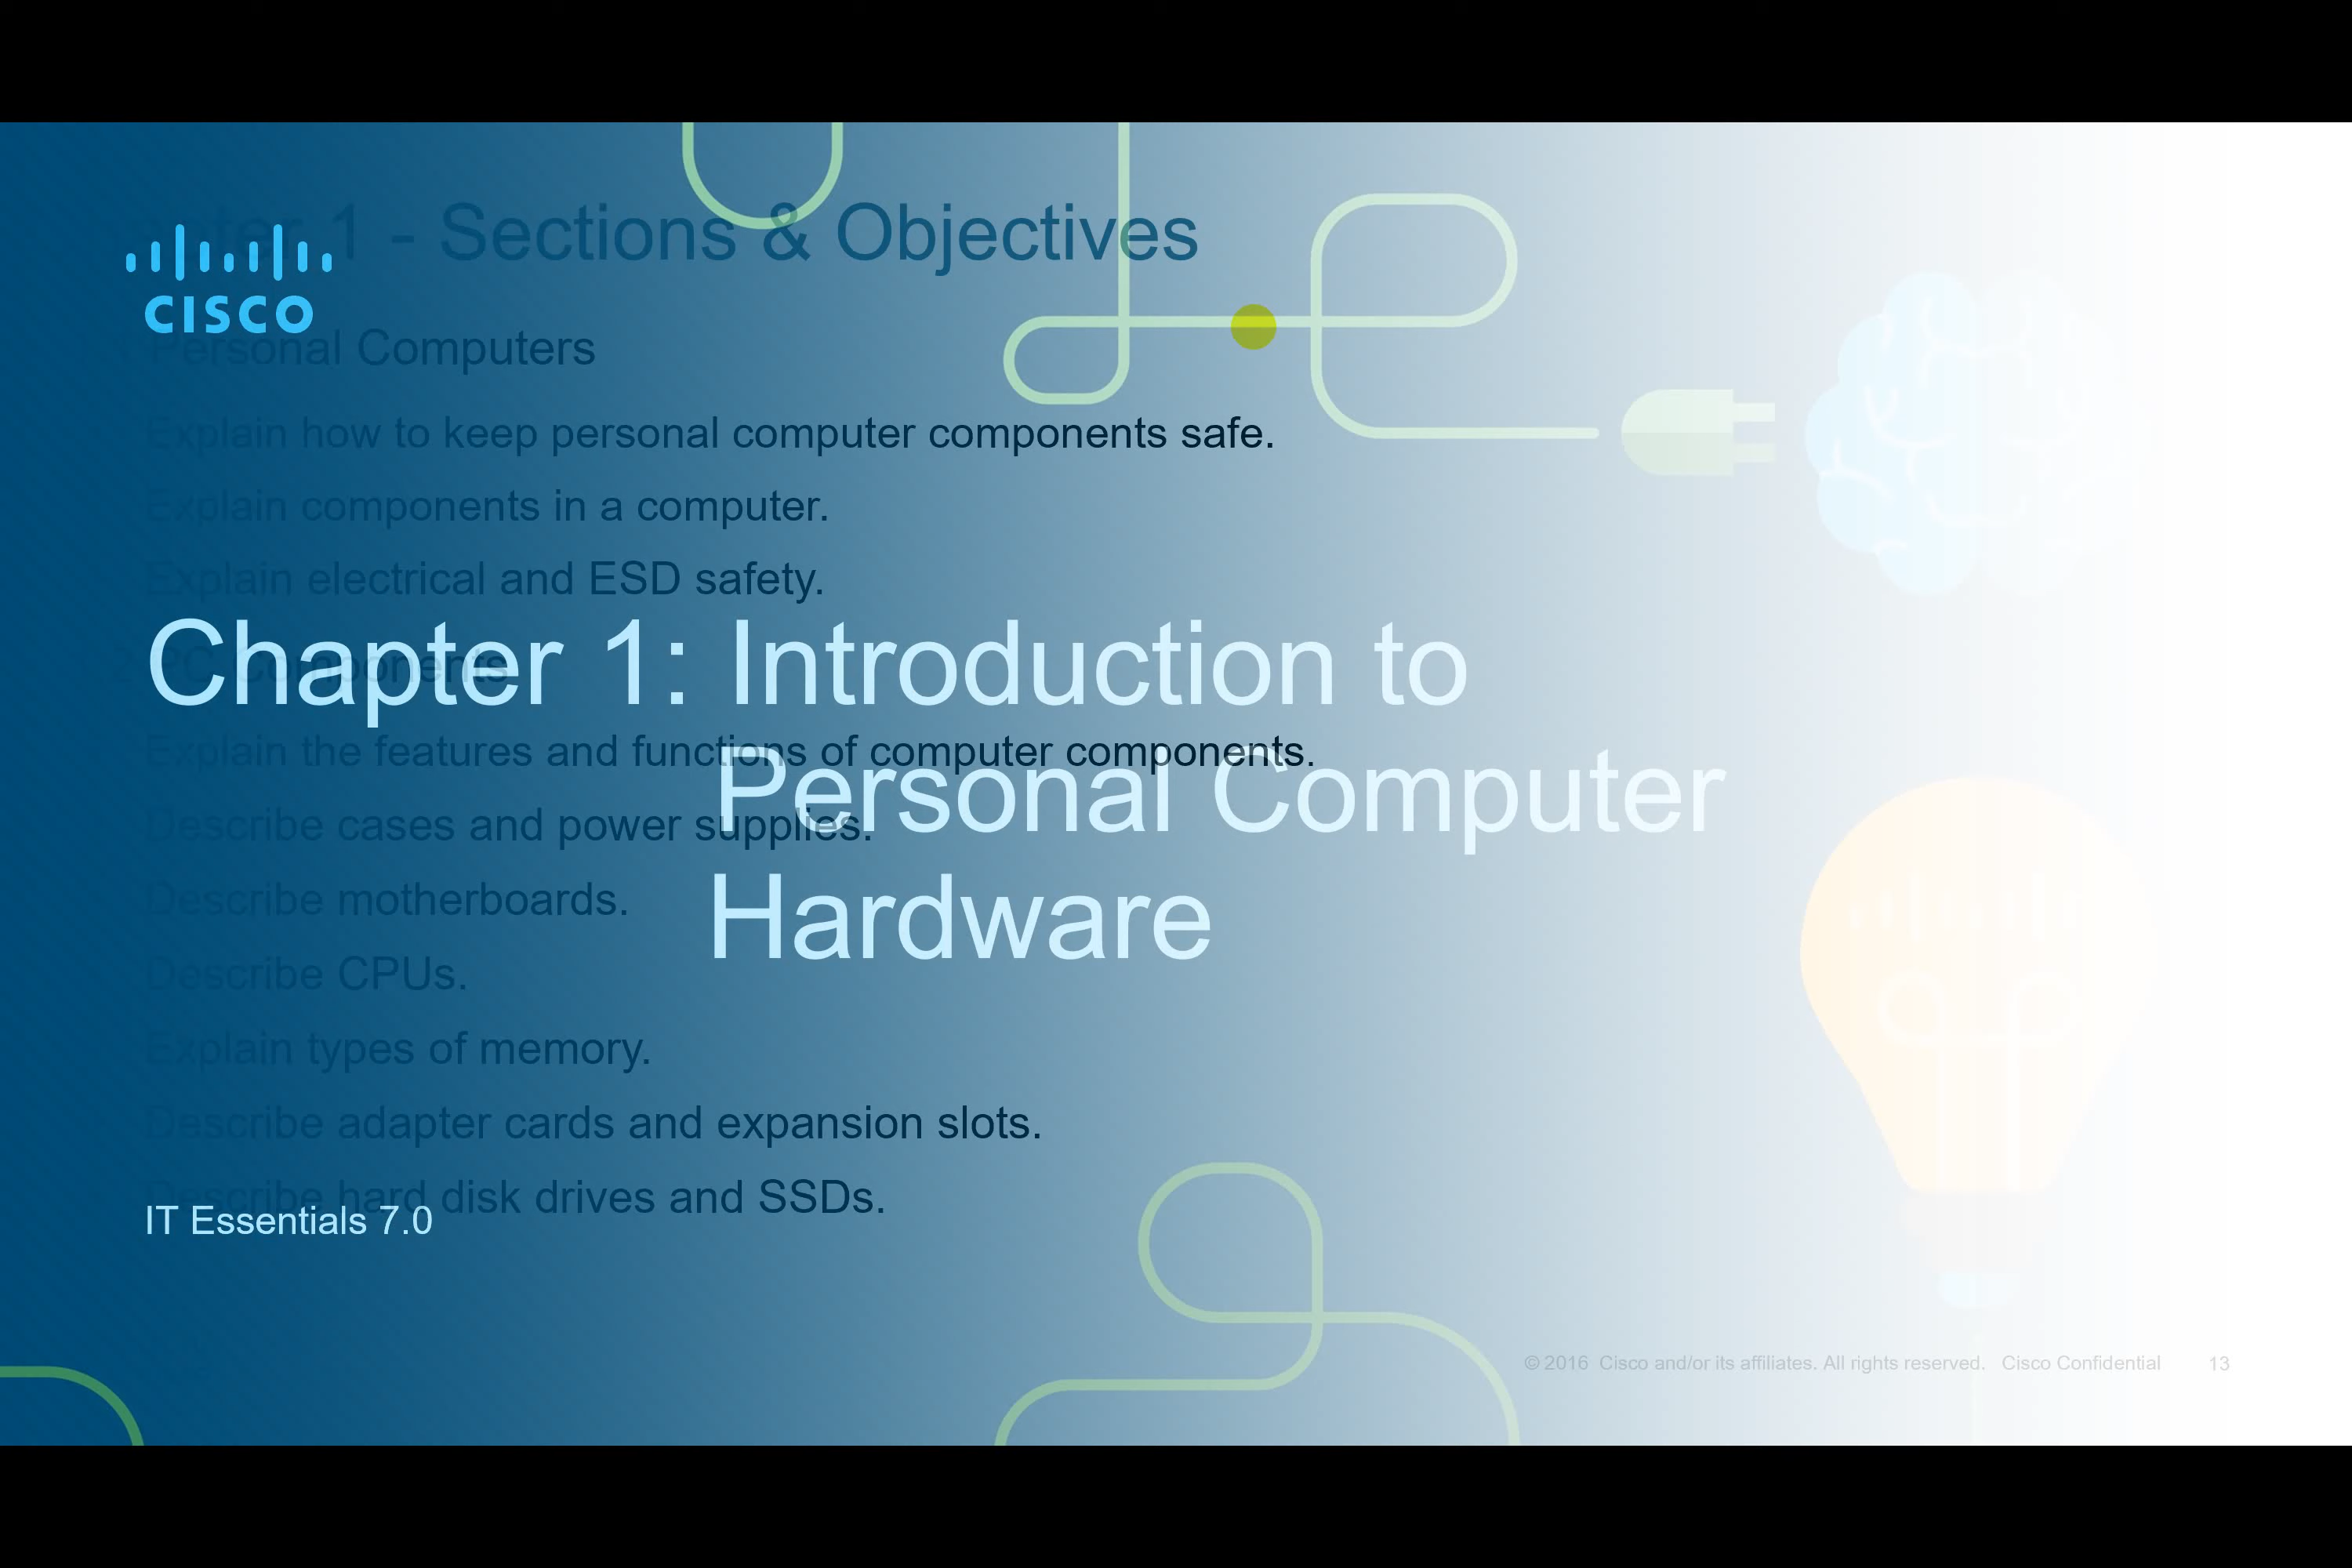 pter 1 - Sections & Objectives
CISCO
Personal Computers
Explain how to keep personal computer components safe.
Explain components in a computer.
Explain electrical and ESD safety.
Chapter 1: Introduction to
PC Components
Explain the features and functions of computer components.
Personal Computer
Describe cases and power supplies.
Hardware
Describe motherboards.
Describe CPUs.
Explain types of memory.
Describe adapter cards and expansion slots.
Describe hard disk drives and SSDs.
IT Essentials 7.0
© 2016 Cisco and/or its affiliates. All rights reserved. Cisco Confidential 13